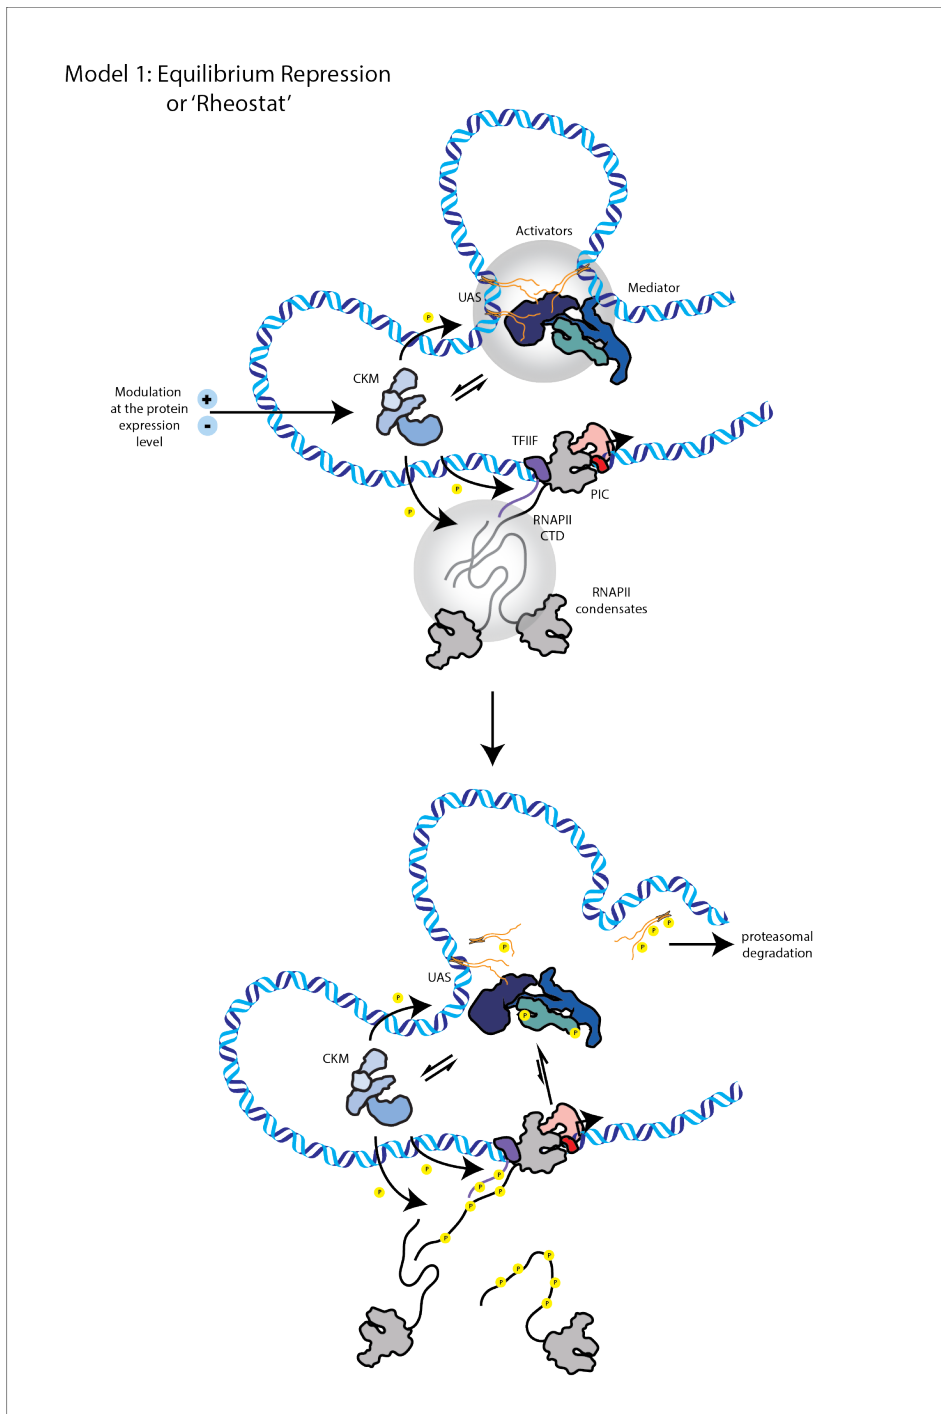 Model 1: Equilibrium Repression
or ‘Rheostat’
Activators
UAS
Mediator
P
CKM
Modulation
at the protein
expression
level
+
-
TFIIF
PIC
P
P
RNAPII
CTD
RNAPII
condensates
P
P
P
P
proteasomal
degradation
UAS
P
P
P
CKM
P
P
P
P
P
P
P
P
P
P
P
P